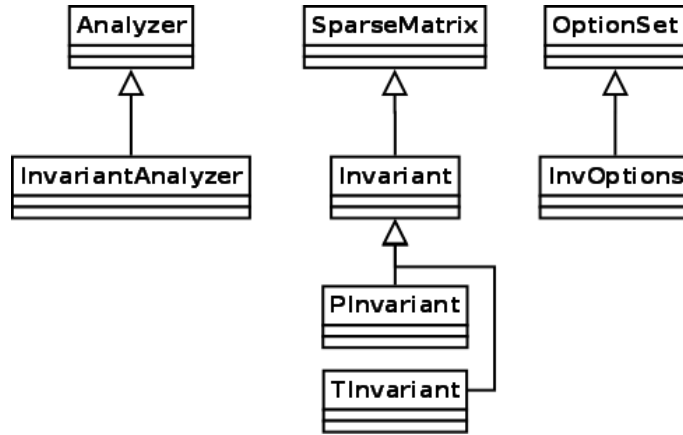 Analyzer
SparseMatrix
OptionSet
InvariantAnalyzer
Invariant
InvOptions
PInvariant
TInvariant